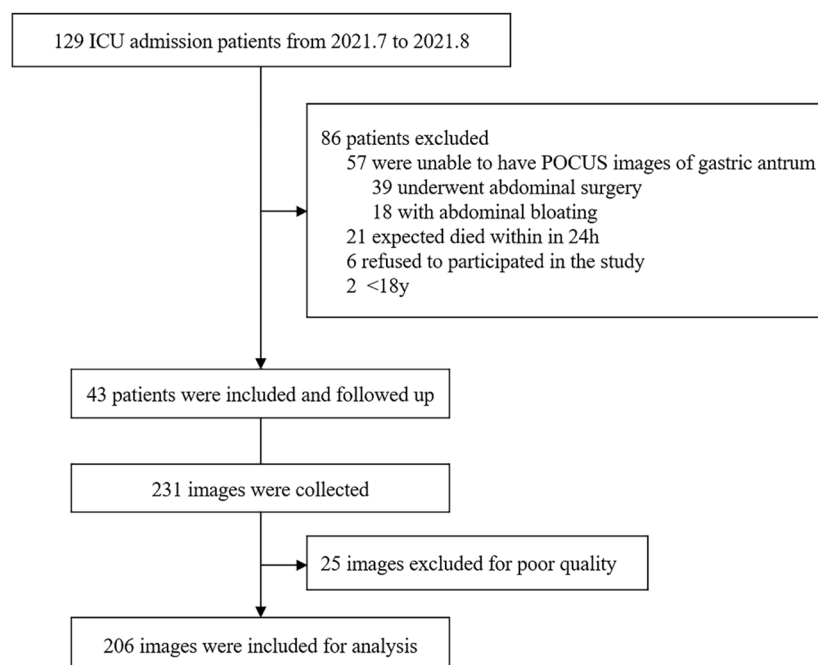 129 ICU admission patients from 2021.7 to 2021.8
86 patients excluded
57 were unable to have POCUS images of gastric antrum
39 underwent abdominal surgery
18 with abdominal bloating
21 expected died within in 24h
6 refused to participated in the study
2 <18y
43 patients were included and followed up
231 images were collected
25 images excluded for poor quality
206 images were included for analysis